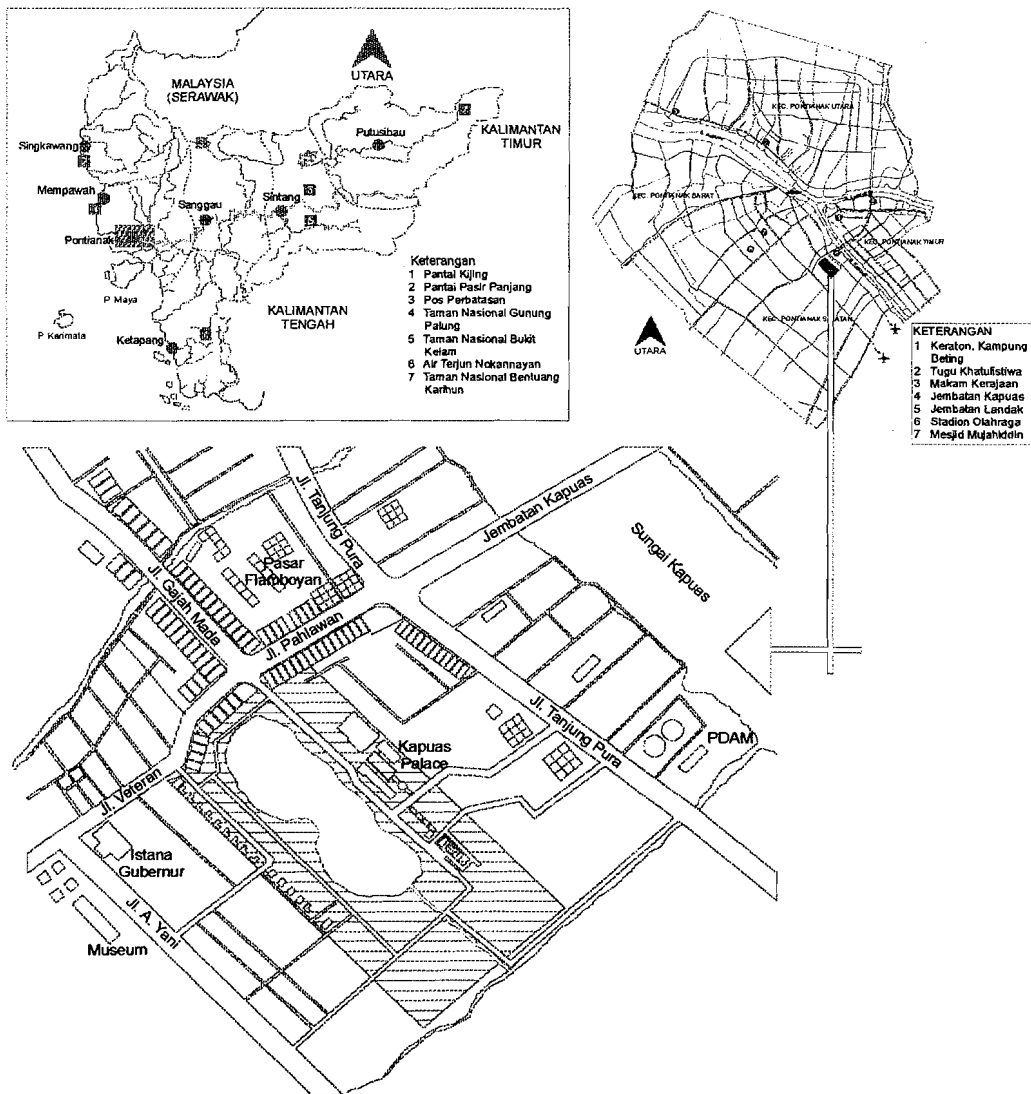 MALAYSIA
(SERAWAK)
UTARA
KALIMANTAN
TIMUR
Putusibau
Singkawang
Mempawah
Sanggau
Sintang
Pontianak
P. Maya
P. Karimata
Ketapang
KALIMANTAN
TENGAH
7
3
5
Keterangan
1 Pantai Kijing
2 Pantai Pasir Panjang
3 Pos Perbatasan
4 Taman Nasional Gunung
Palung
5 Taman Nasional Bukit
Kelam
6 Air Terjun Nokannayan
7 Taman Nasional Bentuang
Karihun
KEC. PONTIANAK UTARA
KEC. PONTIANAK BARAT
KEC. PONTIANAK TIMUR
KEC. PONTIANAK SELATAN
UTARA
KETERANGAN
1 Keraton, Kampung
Beting
2 Tugu Khatulistiwa
3 Makam Kerajaan
4 Jembatan Kapuas
5 Jembatan Landak
6 Stadion Olahraga
7 Mesjid Mujahiddin
Jl. Tanjung Pura
Jembatan Kapuas
Sungai Kapuas
Pasar
Flamboyan
Jl. Gajah Mada
Jl. Pahlawan
Jl. Tanjung Pura
PDAM
Kapuas
Palace
Jl. Veteran
Istana
Gubernur
Jl. A. Yani
Museum